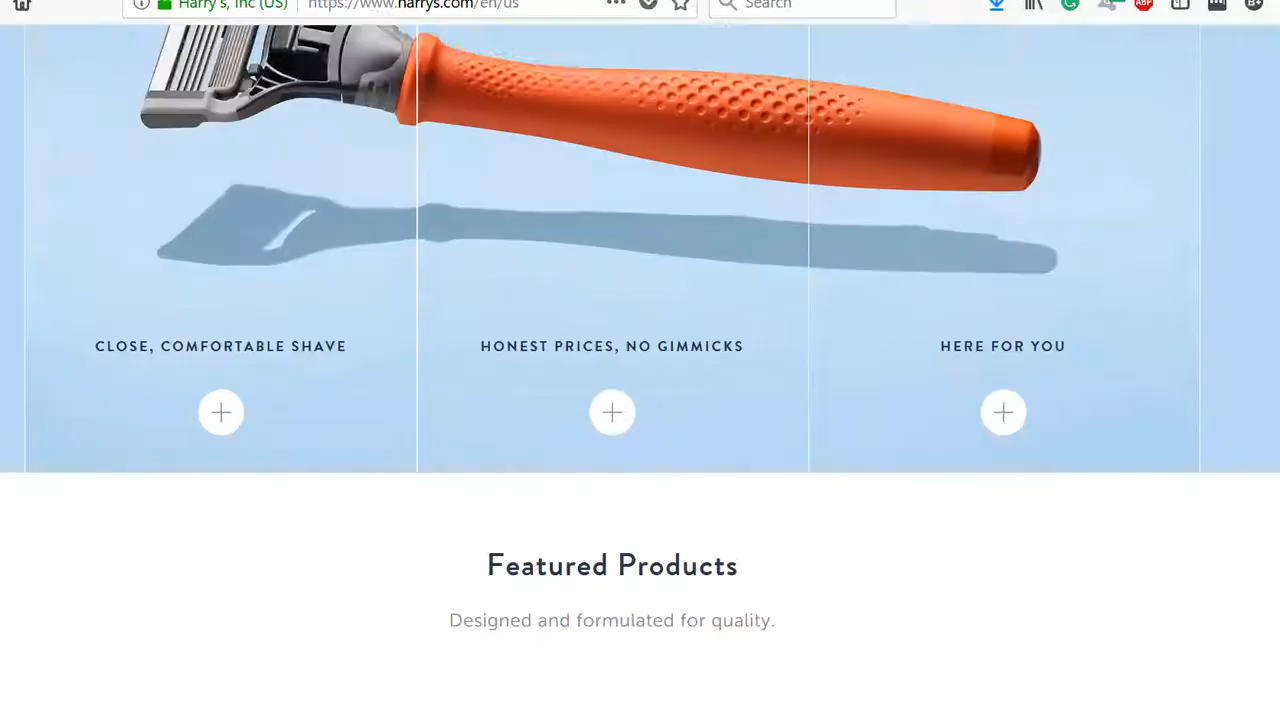 Harry's, Inc (US) https://www.harrys.com/en/us Search
ABP
CLOSE, COMFORTABLE SHAVE
HONEST PRICES, NO GIMMICKS
HERE FOR YOU
Featured Products
Designed and formulated for quality.